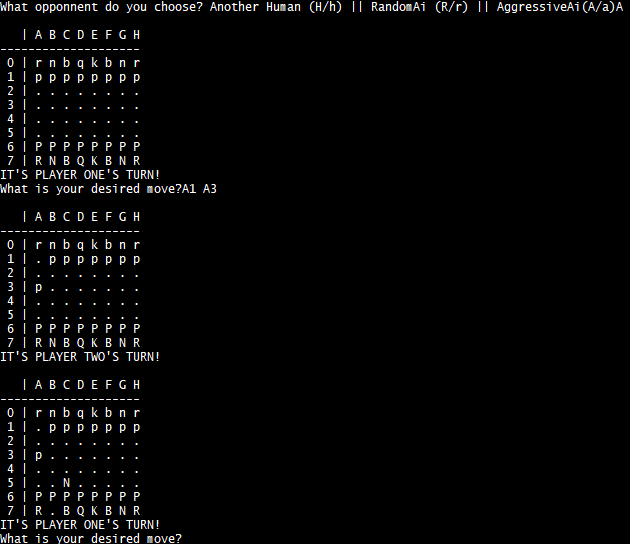 What opponnent do you choose? Another Human (H/h) || RandomAi (R/r) || AggressiveAi(A/a)A
  | A B C D E F G H
--------------------
0 | r n b q k b n r
1 | p p p p p p p p
2 | . . . . . . . .
3 | . . . . . . . .
4 | . . . . . . . .
5 | . . . . . . . .
6 | P P P P P P P P
7 | R N B Q K B N R
IT'S PLAYER ONE'S TURN!
What is your desired move?A1 A3
  | A B C D E F G H
--------------------
0 | r n b q k b n r
1 | . p p p p p p p
2 | . . . . . . . .
3 | p . . . . . . .
4 | . . . . . . . .
5 | . . . . . . . .
6 | P P P P P P P P
7 | R N B Q K B N R
IT'S PLAYER TWO'S TURN!
  | A B C D E F G H
--------------------
0 | r n b q k b n r
1 | . p p p p p p p
2 | . . . . . . . .
3 | p . . . . . . .
4 | . . . . . . . .
5 | . . N . . . . .
6 | P P P P P P P P
7 | R . B Q K B N R
IT'S PLAYER ONE'S TURN!
What is your desired move?